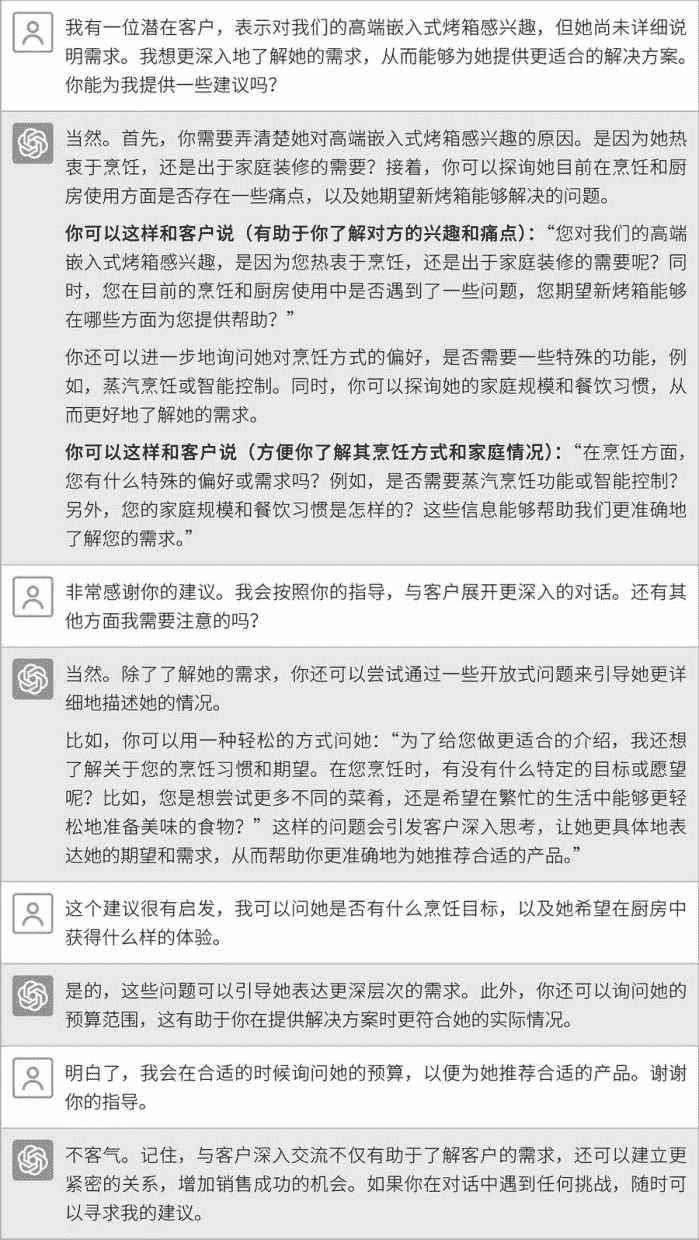 我有一位潜在客户，表示对我们的高端嵌入式烤箱感兴趣，但她尚未详细说
明需求。我想更深入地了解她的需求，从而能够为她提供更适合的解决方案。
你能为我提供一些建议吗？
当然。首先，你需要弄清楚她对高端嵌入式烤箱感兴趣的原因。是因为她热
衷于烹饪，还是出于家庭装修的需要？接着，你可以探询她目前在烹饪和厨
房使用方面是否存在一些痛点，以及她期望新烤箱能够解决的问题。
你可以这样和客户说（有助于你了解对方的兴趣和痛点）：“您对我们的高端
嵌入式烤箱感兴趣，是因为您热衷于烹饪，还是出于家庭装修的需要呢？同
时，您在目前的烹饪和厨房使用中是否遇到了一些问题，您期望新烤箱能够
在哪些方面为您提供帮助？”
你还可以进一步地询问她对烹饪方式的偏好，是否需要一些特殊的功能，例
如，蒸汽烹饪或智能控制。同时，你可以探询她的家庭规模和餐饮习惯，从
而更好地了解她的需求。
你可以这样和客户说（方便你了解其烹饪方式和家庭情况）：“在烹饪方面，
您有什么特殊的偏好或需求吗？例如，是否需要蒸汽烹饪功能或智能控制？
另外，您的家庭规模和餐饮习惯是怎样的？这些信息能够帮助我们更准确地
了解您的需求。”
非常感谢你的建议。我会按照你的指导，与客户展开更深入的对话。还有其
他方面我需要注意的吗？
当然。除了了解她的需求，你还可以尝试通过一些开放式问题来引导她更详
细地描述她的情况。
比如，你可以用一种轻松的方式问她：“为了给您做更适合的介绍，我还想
了解关于您的烹饪习惯和期望。在您烹饪时，有没有什么特定的目标或愿望
呢？比如，您是想尝试更多不同的菜肴，还是希望在繁忙的生活中能够更轻
松地准备美味的食物？”这样的问题会引发客户深入思考，让她更具体地表
达她的期望和需求，从而帮助你更准确地为她推荐合适的产品。”
这个建议很有启发，我可以问她是否有什么烹饪目标，以及她希望在厨房中
获得什么样的体验。
是的，这些问题可以引导她表达更深层次的需求。此外，你还可以询问她的
预算范围，这有助于你在提供解决方案时更符合她的实际情况。
明白了，我会在合适的时候询问她的预算，以便为她推荐合适的产品。谢谢
你的指导。
不客气。记住，与客户深入交流不仅有助于了解客户的需求，还可以建立更
紧密的关系，增加销售成功的机会。如果你在对话中遇到任何挑战，随时可
以寻求我的建议。